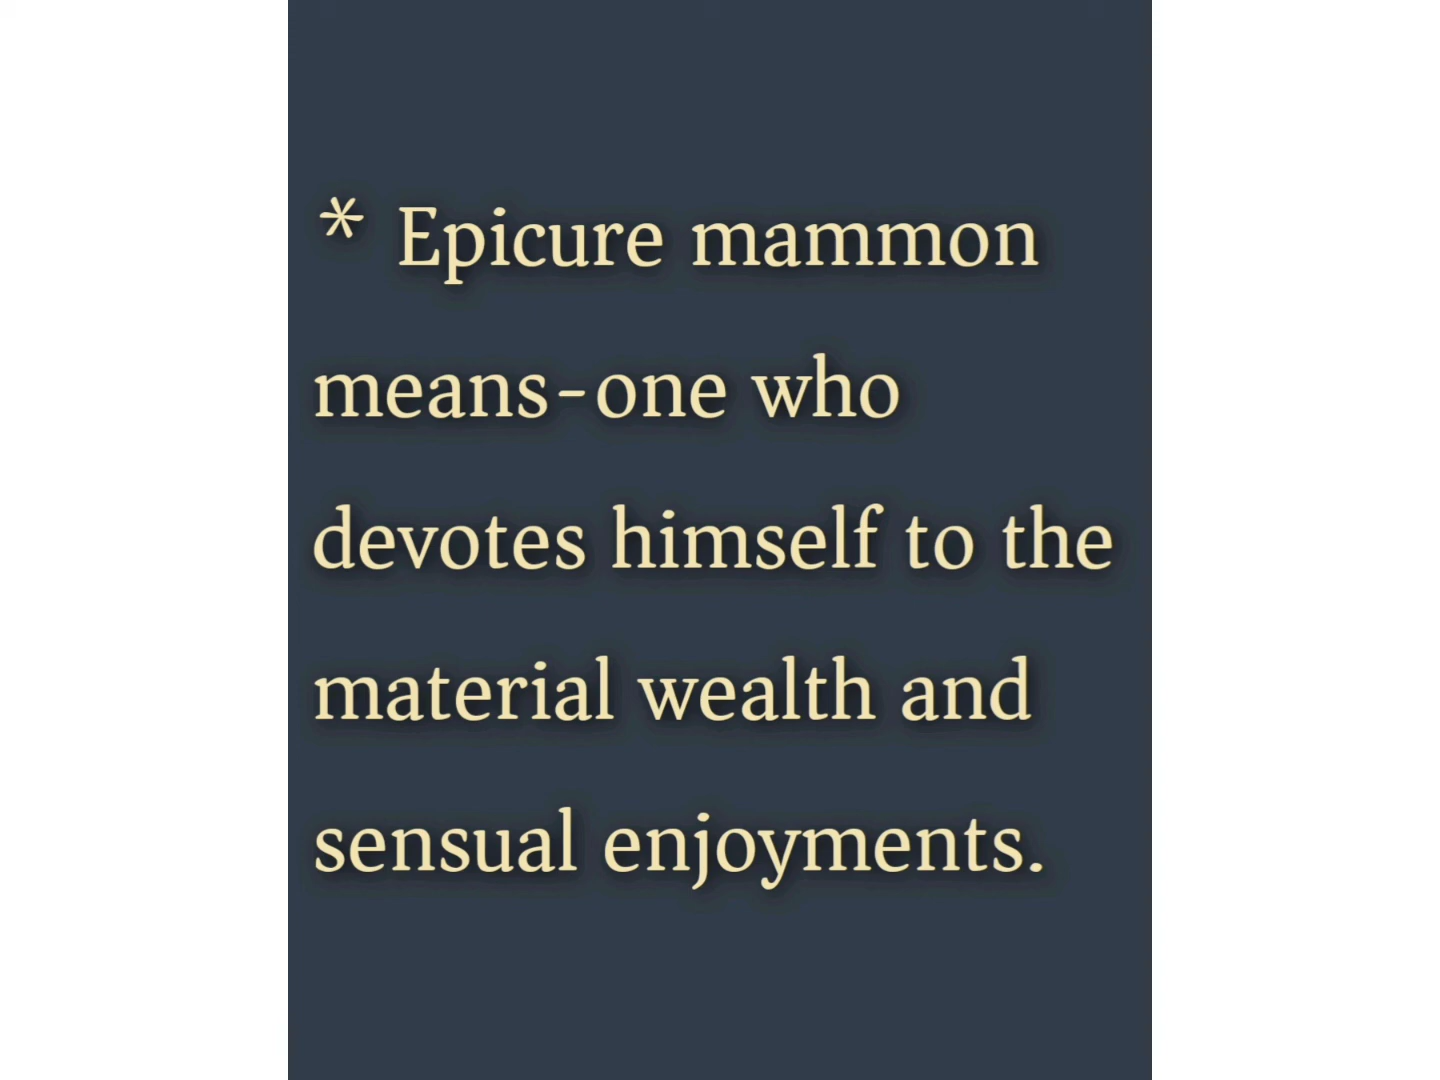 * Epicure mammon
means-one who
devotes himself to the
material wealth and
sensual enjoyments.